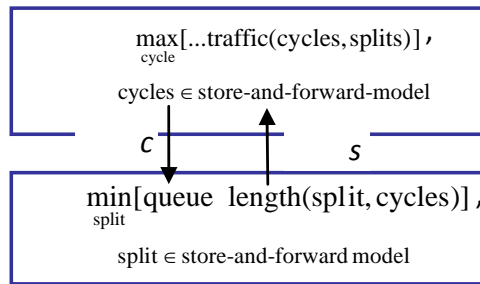 max[...traffic(cycles,splits)] ,
cycle
cycles ∈ store-and-forward-model
C s
min[queue length(split,cycles)] ,
split
split ∈ store-and-forward model